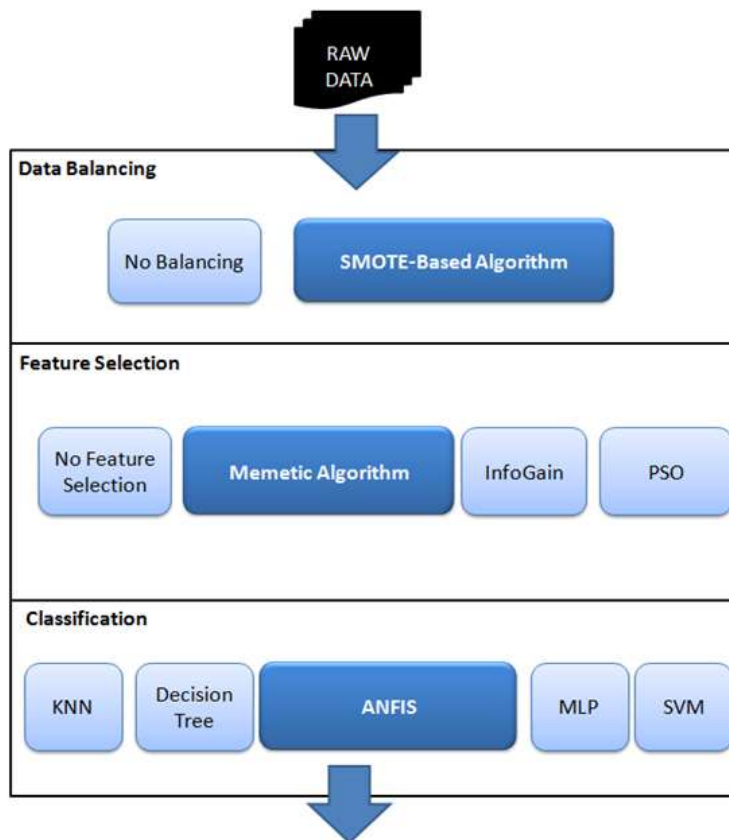 RAW
DATA
Data Balancing
No Balancing
SMOTE-Based Algorithm
Feature Selection
No Feature
Selection
Memetic Algorithm
InfoGain
PSO
Classification
KNN
Decision
Tree
ANFIS
MLP
SVM